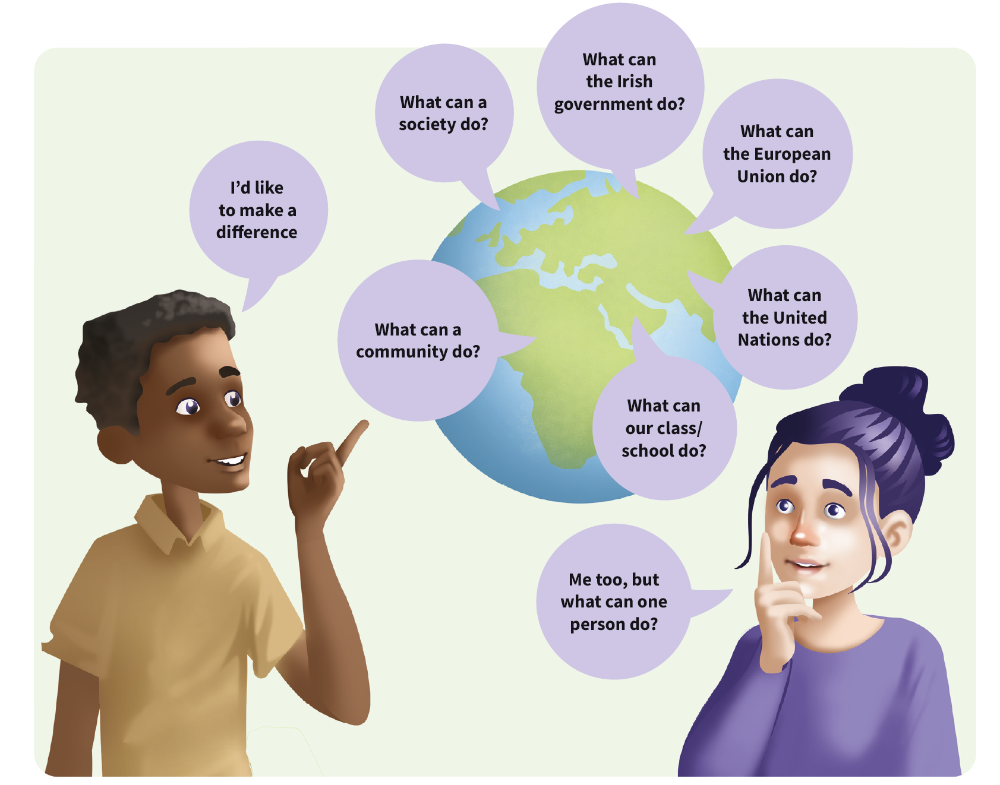 I’d like
to make a
difference
What can a
society do?
What can
the Irish
government do?
What can
the European
Union do?
What can a
community do?
What can
the United
Nations do?
What can
our class/
school do?
Me too, but
what can one
person do?